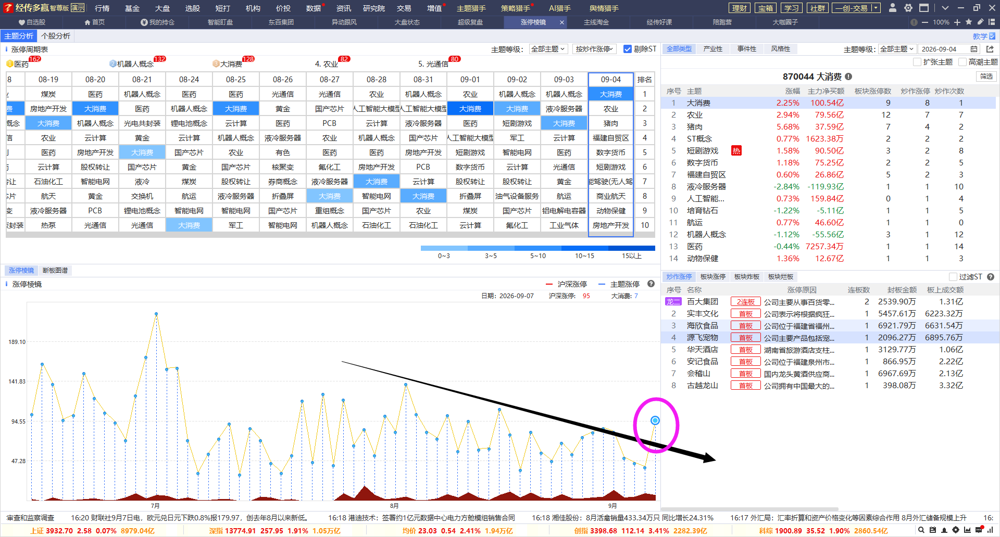 经传多赢 智尊版 演示 行情 基金 大盘 选股 短打 机构 价投 数据 资讯 研究院 交易 增值 主题猎手 策略猎手 AI猎手 舆情猎手 理财 宝箱 学习 社群 一创-交易
自选股 首页 我的持仓 智能盯盘 东百集团 异动跟风 大盘状态 超级复盘 涨停棱镜 × 主线淘金 经传好课 陪跑营 大咖圈子 100%
主题分析 个股分析 教学
涨停周期表 主题等级: 全部主题 按炒作涨停 剔除ST
1 医药 162 2 机器人概念 132 3 大消费 128 4. 农业 82 5. 光通信 80
8 08-19 08-20 08-21 08-24 08-25 08-26 08-27 08-28 08-31 09-01 09-02 09-03 09-04 排名
煤炭 医药 机器人概念 医药 医药 光通信 光通信 农业 机器人概念 农业 机器人概念 机器人概念 大消费 1
费 房地产开发 大消费 医药 机器人概念 大消费 黄金 国产芯片 人工智能大模型 人工智能大模型 大消费 大消费 液冷服务器 农业 2
概念 大消费 机器人概念 光电共封装 锂电池概念 云计算 医药 PCB 云计算 液冷服务器 医药 短剧游戏 大消费 猪肉 3
信 农业 云计算 黄金 云计算 机器人概念 液冷服务器 农业 机器人概念 国产芯片 人工智能大模型 军工 云计算 福建自贸区 4
医药 房地产开发 大消费 国产芯片 农业 有色 医药 医药 房地产开发 短剧游戏 智能电网 医药 数字货币 5
云计算 股权转让 国产芯片 黄金 国产芯片 核聚变 氟化工 房地产开发 PCB 数字货币 云计算 光通信 短剧游戏 6
让 石油化工 智能电网 液冷 煤炭 股权转让 券商概念 液冷服务器 大消费 云计算 股权转让 股权转让 黄金 能驾驶(无人驾 7
芯片 航天 黄金 交换机 航运 液冷服务器 折叠屏 大消费 智能电网 大消费 折叠屏 油气设备服务 航运 商业航天 8
变 液冷服务器 PCB 锂电池概念 智能电网 智能电网 国产芯片 重组概念 国产芯片 农业 煤炭 国产芯片 铝电解电容器 动物保健 9
封装 热泵 光通信 光通信 大消费 军工 智能电网 机器人概念 石油化工 石油化工 云计算 氟化工 工业气体 房地产开发 10
0~3 3~5 5~10 10~15 15以上
涨停棱镜 断板图谱
涨停棱镜 沪深涨停 主题涨停
日期: 2026-09-07 沪深涨停: 95 大消费: 7
189.10
141.83
94.55
47.28
7月 8月 9月
全部类型 产业性 事件性 风格性 主题等级: 全部主题 2026-09-04
扩张主题 高潮主题
870044 大消费 筛选
序号 主题 涨幅 主力净买额 板块涨停数 炒作涨停 炒作次数
1 大消费 2.25% 100.54亿 9 8 1
2 农业 2.94% 79.56亿 12 7 7
3 猪肉 5.68% 37.59亿 7 4 2
4 ST概念 0.77% 1623.38万 2 2 2
5 短剧游戏 热 1.58% 90.50亿 3 2 8
6 数字货币 1.18% 75.25亿 2 2 5
7 福建自贸区 0.60% 26.86亿 5 2 3
8 液冷服务器 -2.84% -119.93亿 1 1 10
9 人工智能... 0.73% 159.84亿 0 1 4
10 培育钻石 -1.22% -5.11亿 1 1 5
11 航运 0.77% 46.60亿 1 1 0
12 机器人概念 -1.12% -55.56亿 3 1 12
13 医药 -0.44% 7257.34万 1 1 14
14 动物保健 1.36% 12.67亿 1 1 3
炒作涨停 板块涨停 板块炸板 板块烂板 过滤ST
序号 名称 涨停原因 连板数 封板金额 板上成交额
龙二 百大集团 2连板 公司主要从事百货零... 2 2539.90万 1.31亿
2 实丰文化 首板 公司表示将根据疯狂... 1 5457.61万 6223.32万
3 海欣食品 首板 公司位于福建省福州... 1 6921.79万 6631.54万
4 源飞宠物 首板 公司主要产品包括宠... 1 2096.27万 6895.76万
5 华天酒店 首板 湖南省旅游酒店支柱... 1 3129.77万 1.06亿
6 安记食品 首板 公司位于福建泉州市... 1 866.95万 2.22亿
7 会稽山 首板 国内龙头黄酒供应商... 1 6967.69万 2.13亿
8 古越龙山 首板 公司拥有中国最大的... 1 398.08万 3.32亿
审查和监察调查 16:20 财联社9月7日电，欧元兑日元下跌0.8%报179.97，创去年8月以来新低。 16:18 港迪技术：签署约1亿元数据中心电力方舱模组销售合同 16:18 湘佳股份：8月活禽销量433.34万只 同比增长24.31% 16:17 外汇局：汇率折算和资产价格变化等因素综合作用 8月外汇储备规模上升 16:
上证 3932.70 2.58 0.07% 8979.04亿 深指 13774.91 257.95 1.91% 1.05万亿 均价 23.03 0.54 2.41% 1.94万亿 创指 3398.68 112.14 3.41% 2282.39亿 科综 1900.89 35.52 1.90% 2860.54亿